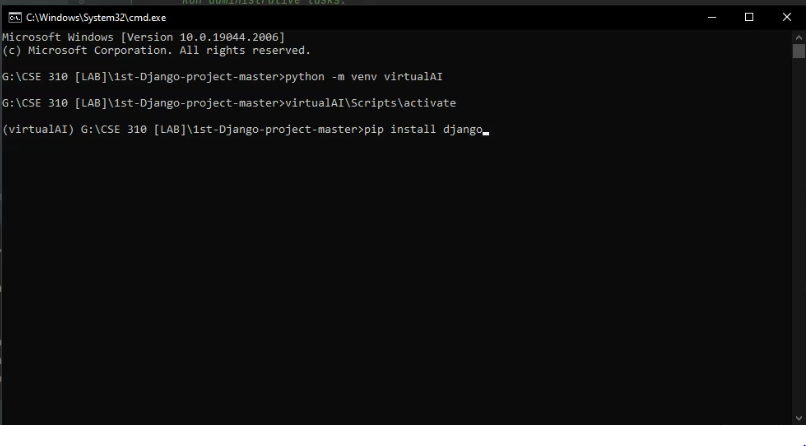 Run administrative tasks.
C:\Windows\System32\cmd.exe
Microsoft Windows [Version 10.0.19044.2006]
(c) Microsoft Corporation. All rights reserved.
G:\CSE 310 [LAB]\1st-Django-project-master>python -m venv virtualAI
G:\CSE 310 [LAB]\1st-Django-project-master>virtualAI\Scripts\activate
(virtualAI) G:\CSE 310 [LAB]\1st-Django-project-master>pip install django